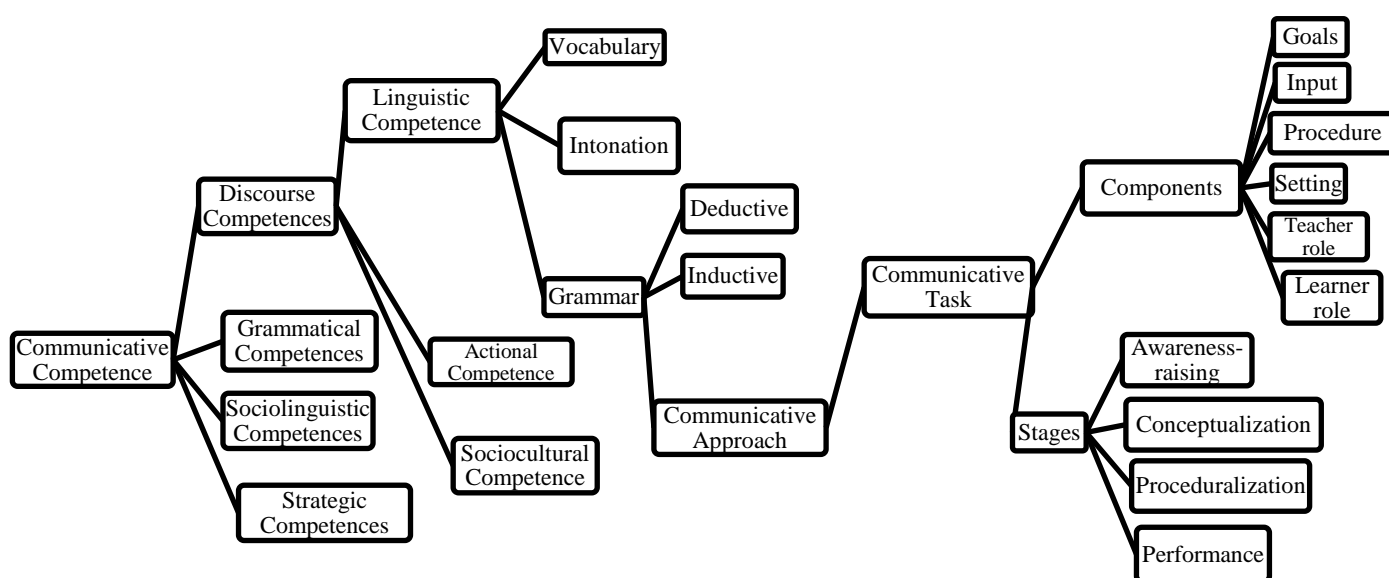 Vocabulary
Linguistic
Competence
Intonation
Discourse
Competences
Deductive
Inductive
Grammar
Grammatical
Competences
Communicative
Competence
Actional
Competence
Sociolinguistic
Competences
Communicative
Approach
Sociocultural
Competence
Strategic
Competences
Communicative
Task
Goals
Input
Procedure
Components
Setting
Teacher
role
Learner
role
Awareness-
raising
Stages
Conceptualization
Proceduralization
Performance